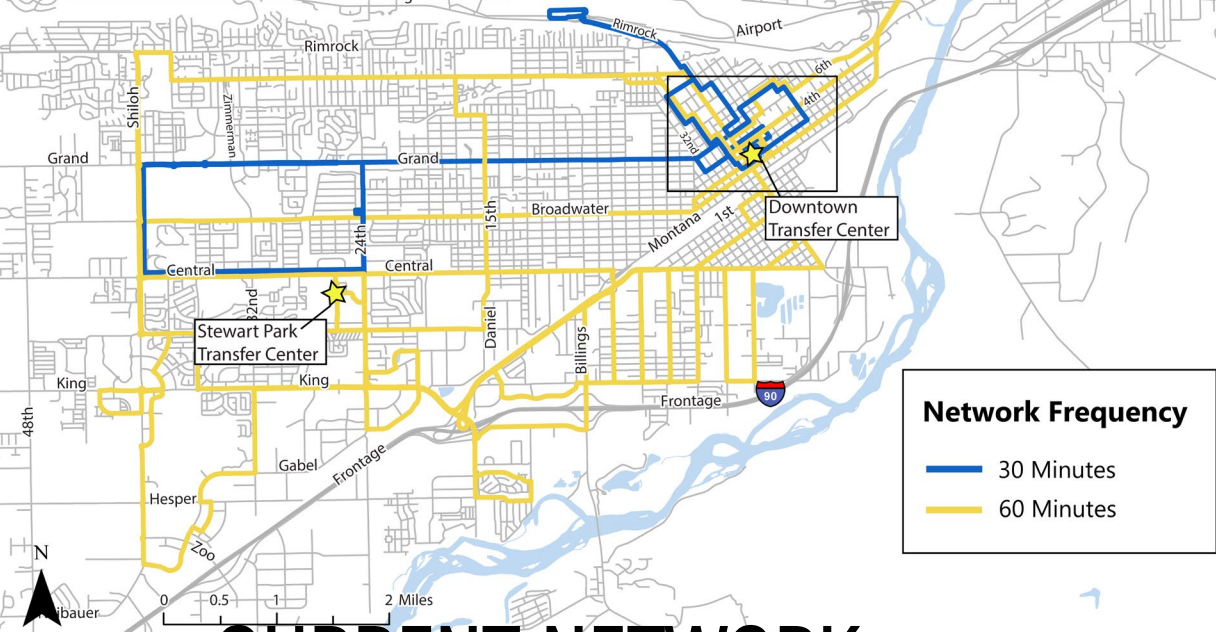 Rimrock
Airport
Rimrock
6th
Shiloh
Zimmerman
4th
32nd
Grand
Grand
Downtown
Transfer Center
Broadwater
15th
1st
Montana
24th
Central
Central
32nd
Stewart Park
Transfer Center
Daniel
Billings
King
King
90
Frontage
48th
Network Frequency
30 Minutes
60 Minutes
Gabel
Frontage
Hesper
Zoo
N
0 0.5 1 2 Miles
CURRENT NETWORK